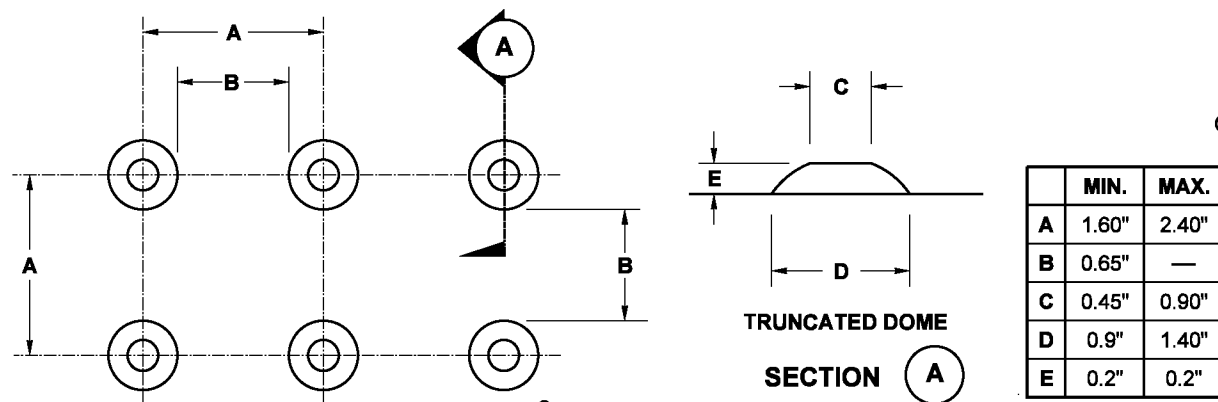 A
B
A
A
B
C
E
D
TRUNCATED DOME
SECTION A
MIN. MAX.
A 1.60" 2.40"
B 0.65" —
C 0.45" 0.90"
D 0.9" 1.40"
E 0.2" 0.2"